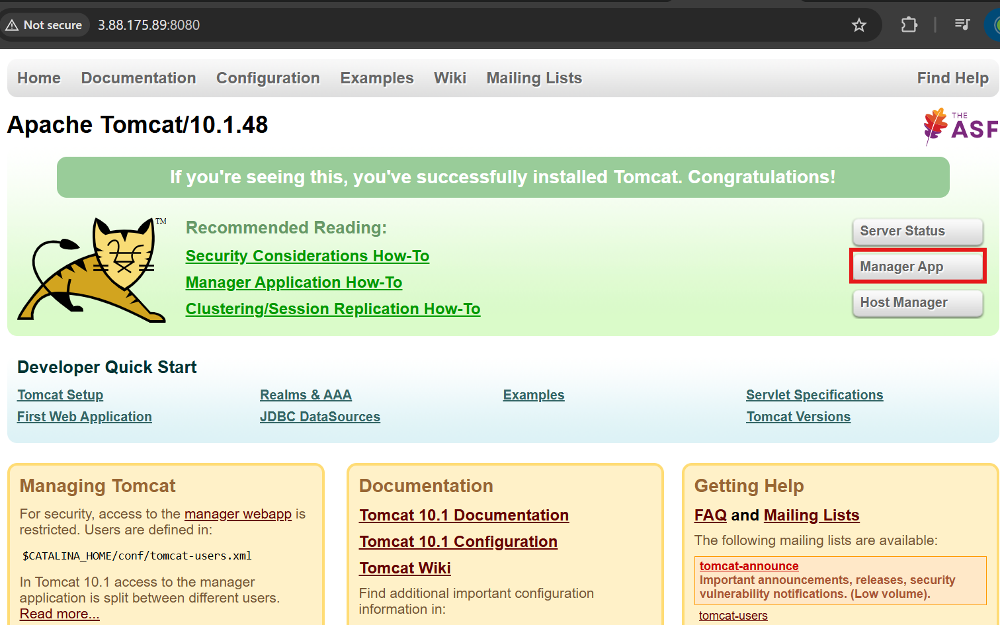 Not secure 3.88.175.89:8080
Home Documentation Configuration Examples Wiki Mailing Lists Find Help
Apache Tomcat/10.1.48
THE
ASF
If you're seeing this, you've successfully installed Tomcat. Congratulations!
TM
Recommended Reading:
Security Considerations How-To
Manager Application How-To
Clustering/Session Replication How-To
Server Status
Manager App
Host Manager
Developer Quick Start
Tomcat Setup
First Web Application
Realms & AAA
JDBC DataSources
Examples
Servlet Specifications
Tomcat Versions
Managing Tomcat
For security, access to the manager webapp is
restricted. Users are defined in:
$CATALINA_HOME/conf/tomcat-users.xml
In Tomcat 10.1 access to the manager
application is split between different users.
Read more...
Documentation
Tomcat 10.1 Documentation
Tomcat 10.1 Configuration
Tomcat Wiki
Find additional important configuration
information in:
Getting Help
FAQ and Mailing Lists
The following mailing lists are available:
tomcat-announce
Important announcements, releases, security
vulnerability notifications. (Low volume).
tomcat-users